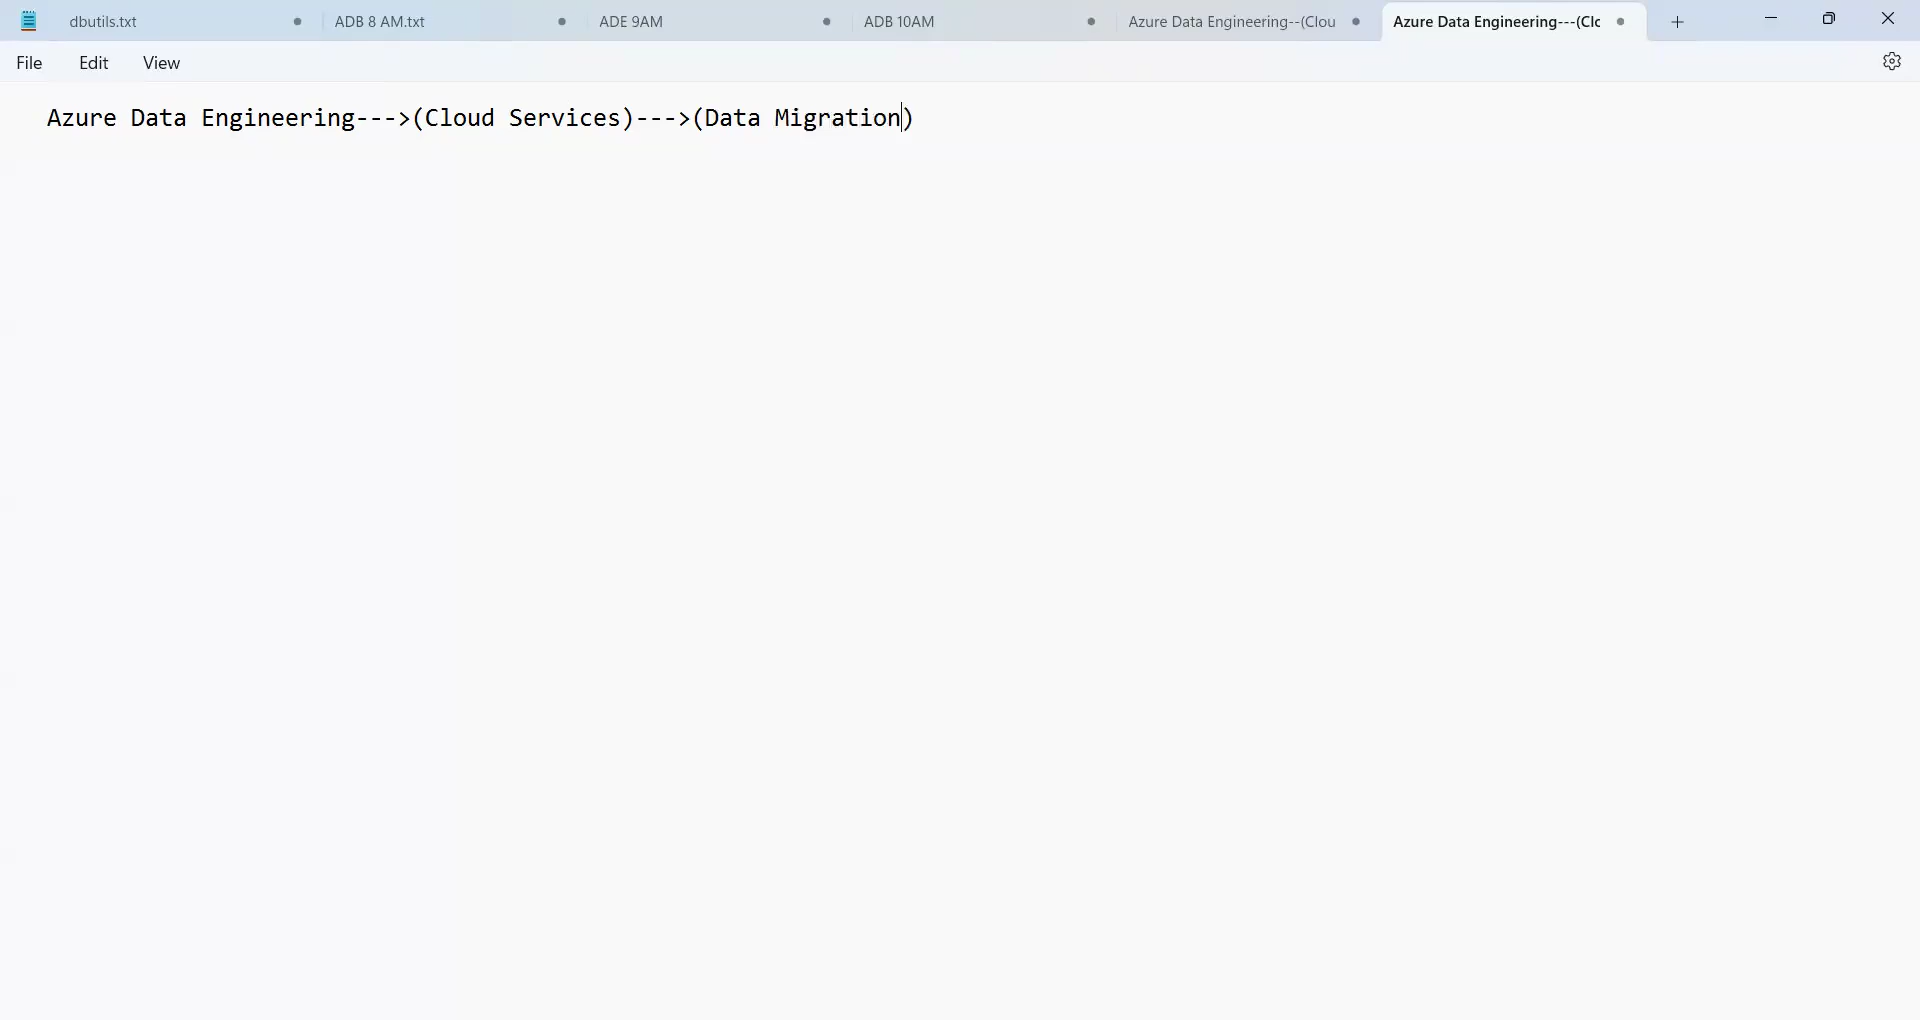 dbutils.txt
ADB 8 AM.txt
ADE 9AM
ADB 10AM
Azure Data Engineering--(Clou
Azure Data Engineering---(Clc
File Edit View
Azure Data Engineering--->(Cloud Services)--->(Data Migration)